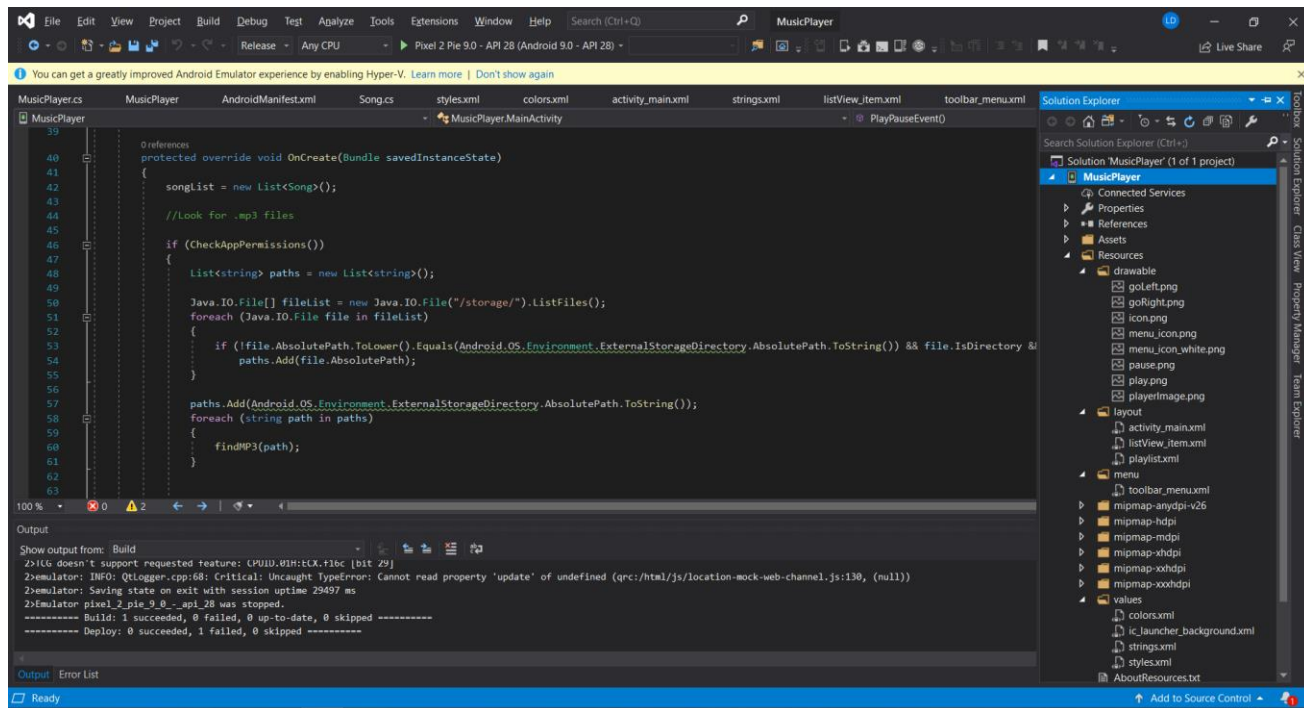 File Edit View Project Build Debug Test Analyze Tools Extensions Window Help Search (Ctrl+Q) MusicPlayer LD
Release Any CPU Pixel 2 Pie 9.0 - API 28 (Android 9.0 - API 28) Live Share
You can get a greatly improved Android Emulator experience by enabling Hyper-V. Learn more | Don't show again
MusicPlayer.cs MusicPlayer AndroidManifest.xml Song.cs styles.xml colors.xml activity_main.xml strings.xml listView_item.xml toolbar_menu.xml
MusicPlayer MusicPlayer.MainActivity PlayPauseEvent()
39
0 references
40 protected override void OnCreate(Bundle savedInstanceState)
41 {
42 songList = new List<Song>();
43
44 //Look for .mp3 files
45
46 if (CheckAppPermissions())
47 {
48 List<string> paths = new List<string>();
49
50 Java.IO.File[] fileList = new Java.IO.File("/storage/").ListFiles();
51 foreach (Java.IO.File file in fileList)
52 {
53 if (!file.AbsolutePath.ToLower().Equals(Android.OS.Environment.ExternalStorageDirectory.AbsolutePath.ToString()) && file.IsDirectory &
54 paths.Add(file.AbsolutePath);
55 }
56
57 paths.Add(Android.OS.Environment.ExternalStorageDirectory.AbsolutePath.ToString());
58 foreach (string path in paths)
59 {
60 findMP3(path);
61 }
62
63
100 % 0 2
Output
Show output from: Build
2>TCG doesn't support requested feature: CPUID.01H:ECX.f16c [bit 29]
2>emulator: INFO: QtLogger.cpp:68: Critical: Uncaught TypeError: Cannot read property 'update' of undefined (qrc:/html/js/location-mock-web-channel.js:130, (null))
2>emulator: Saving state on exit with session uptime 29497 ms
2>Emulator pixel_2_pie_9_0_-_api_28 was stopped.
========== Build: 1 succeeded, 0 failed, 0 up-to-date, 0 skipped ==========
========== Deploy: 0 succeeded, 1 failed, 0 skipped ==========
Output Error List
Ready Add to Source Control 1
Solution Explorer
Search Solution Explorer (Ctrl+;)
Solution 'MusicPlayer' (1 of 1 project)
MusicPlayer
Connected Services
Properties
References
Assets
Resources
drawable
goLeft.png
goRight.png
icon.png
menu_icon.png
menu_icon_white.png
pause.png
play.png
playerImage.png
layout
activity_main.xml
listView_item.xml
playlist.xml
menu
toolbar_menu.xml
mipmap-anydpi-v26
mipmap-hdpi
mipmap-mdpi
mipmap-xhdpi
mipmap-xxhdpi
mipmap-xxxhdpi
values
colors.xml
ic_launcher_background.xml
strings.xml
styles.xml
AboutResources.txt
Toolbox
Solution Explorer
Class View
Property Manager
Team Explorer